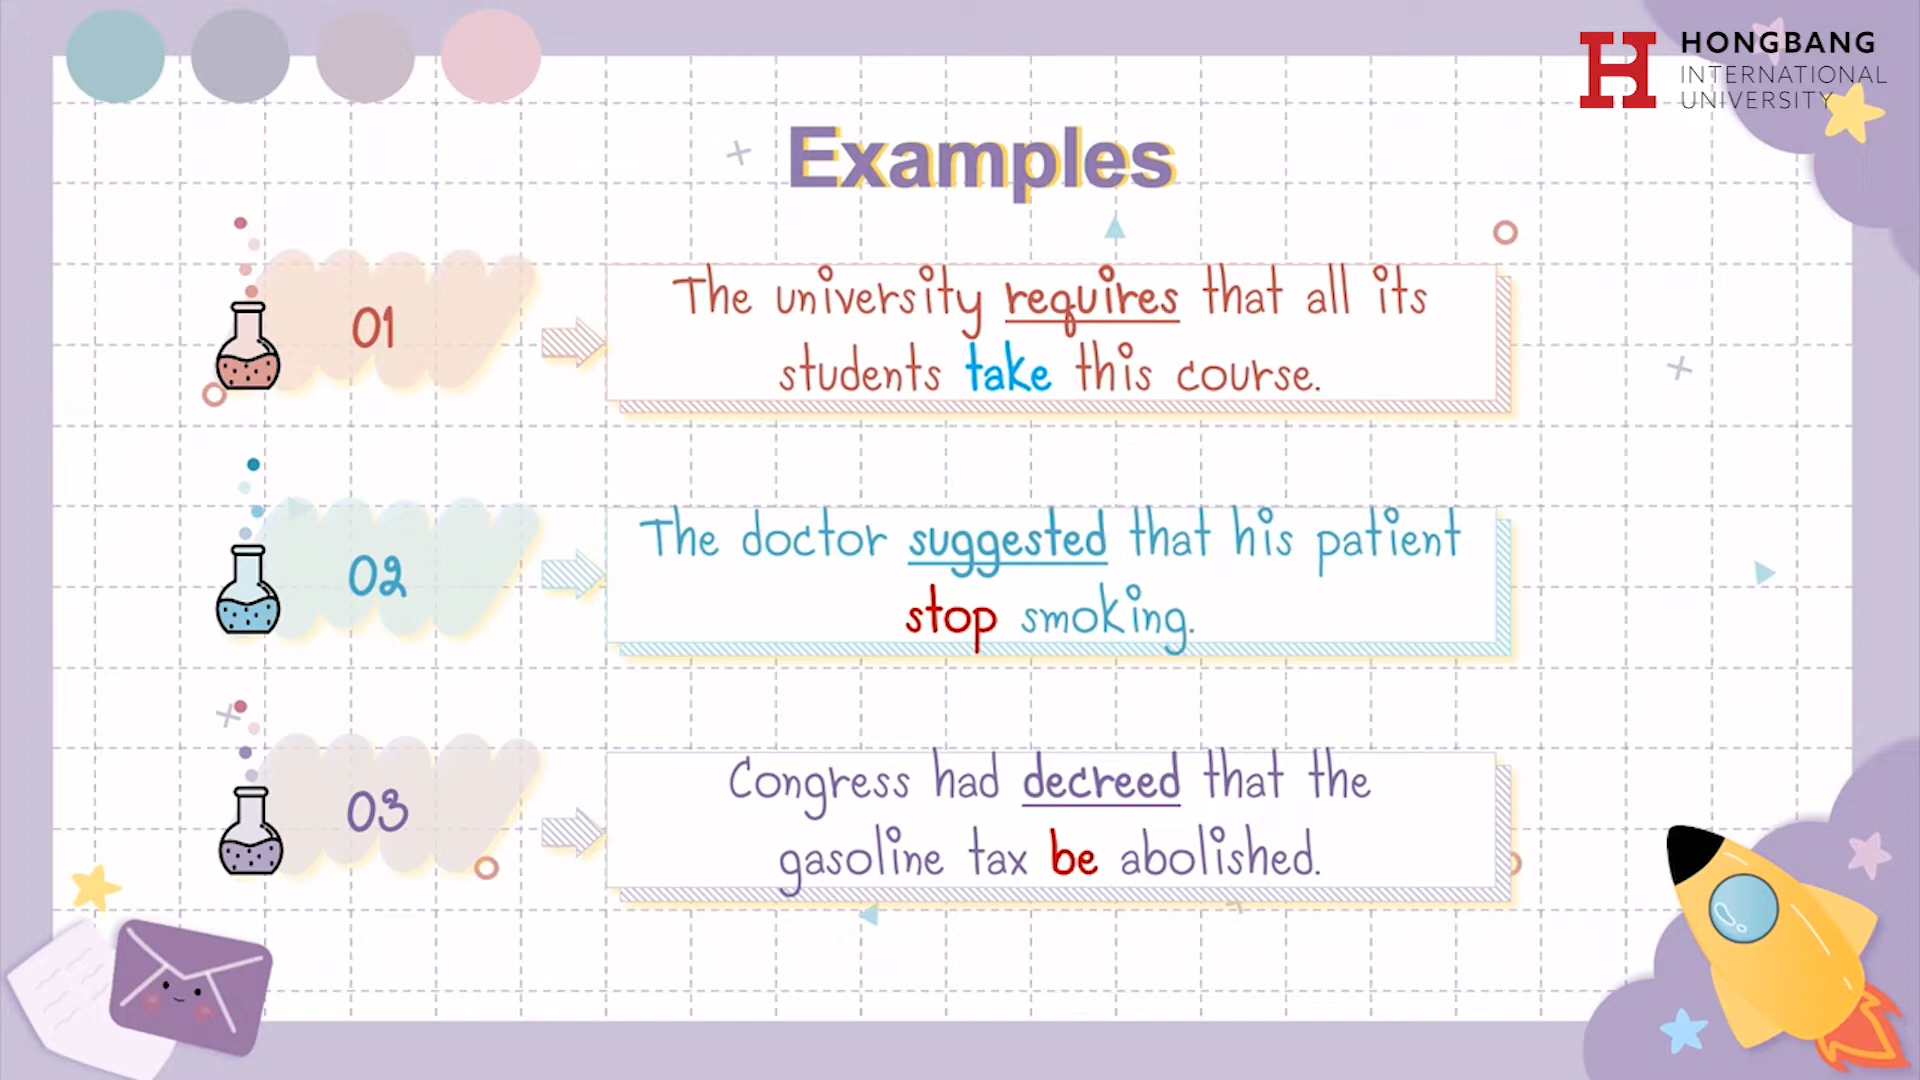 HONGBANG
INTERNATIONAL
UNIVERSITY
Examples
01
The university requires that all its
students take this course.
02
The doctor suggested that his patient
stop smoking.
03
Congress had decreed that the
gasoline tax be abolished.